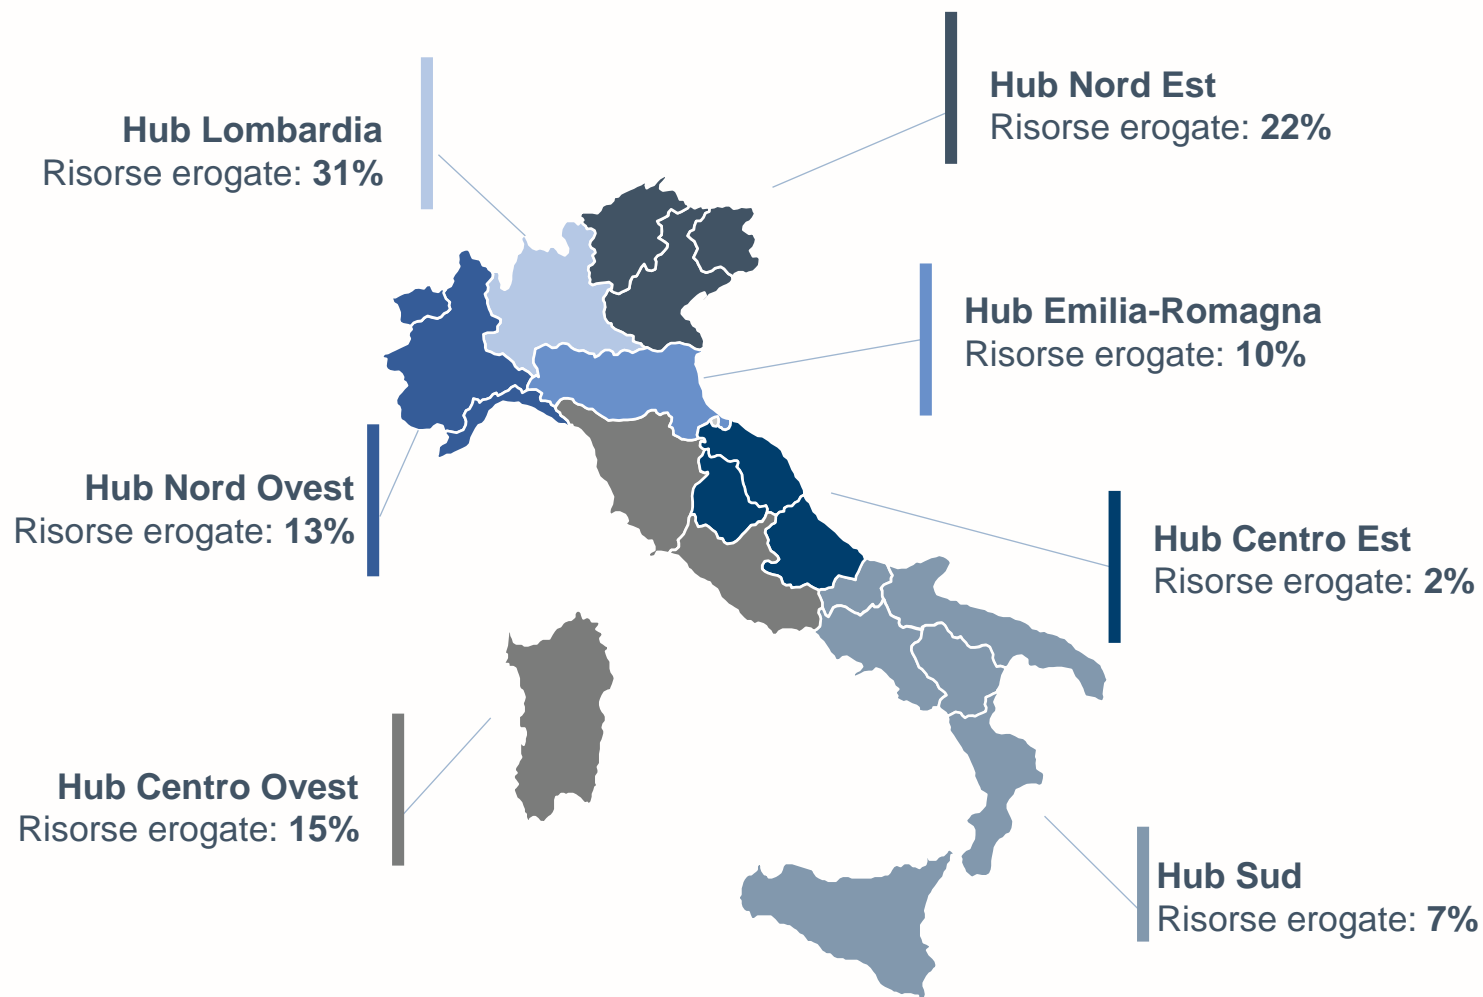 Hub Nord Est
Risorse erogate: 22%
Hub Lombardia
Risorse erogate: 31%
Hub Emilia-Romagna
Risorse erogate: 10%
Hub Nord Ovest
Risorse erogate: 13%
Hub Centro Est
Risorse erogate: 2%
Hub Centro Ovest
Risorse erogate: 15%
Hub Sud
Risorse erogate: 7%